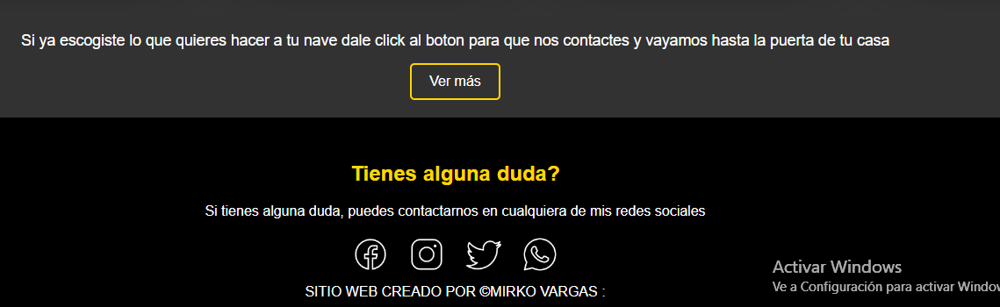 Si ya escogiste lo que quieres hacer a tu nave dale click al boton para que nos contactes y vayamos hasta la puerta de tu casa
Ver más
Tienes alguna duda?
Si tienes alguna duda, puedes contactarnos en cualquiera de mis redes sociales
SITIO WEB CREADO POR ©MIRKO VARGAS :
Activar Windows
Ve a Configuración para activar Window